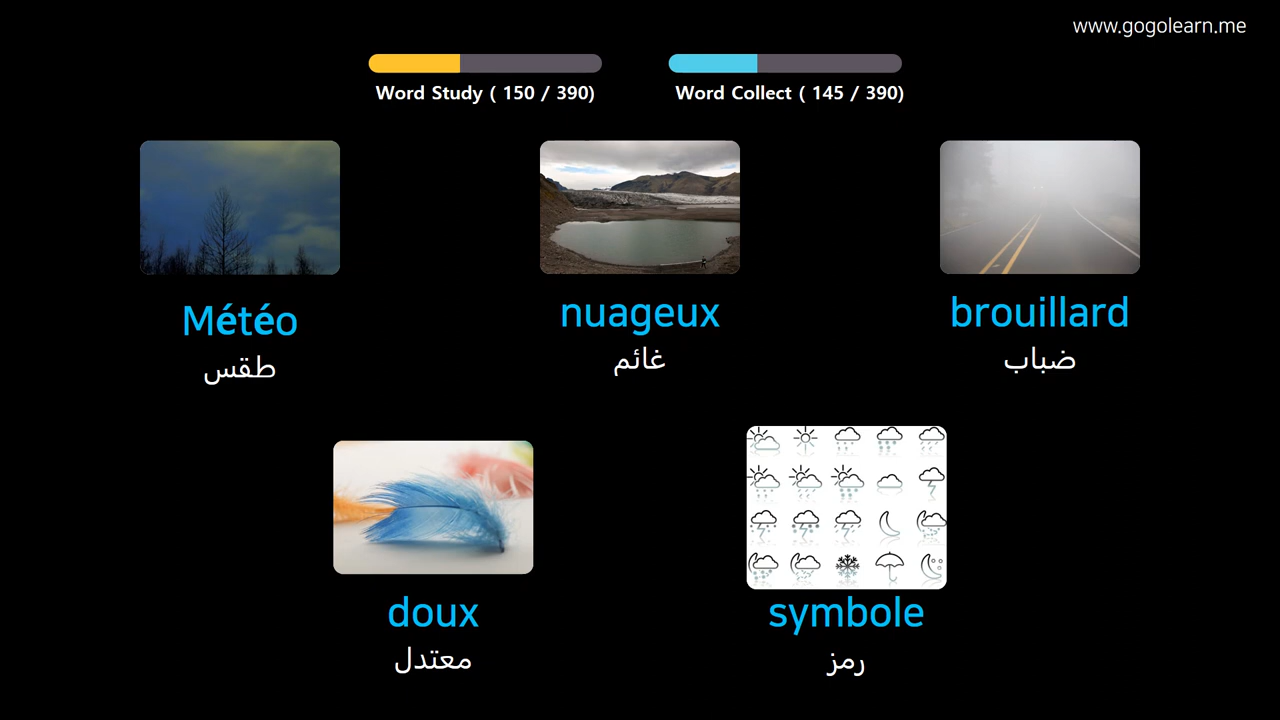 www.gogolearn.me
Word Study ( 150 / 390)
Word Collect ( 145 / 390)
Météo
طقس
nuageux
غائم
brouillard
ضباب
doux
معتدل
symbole
رمز